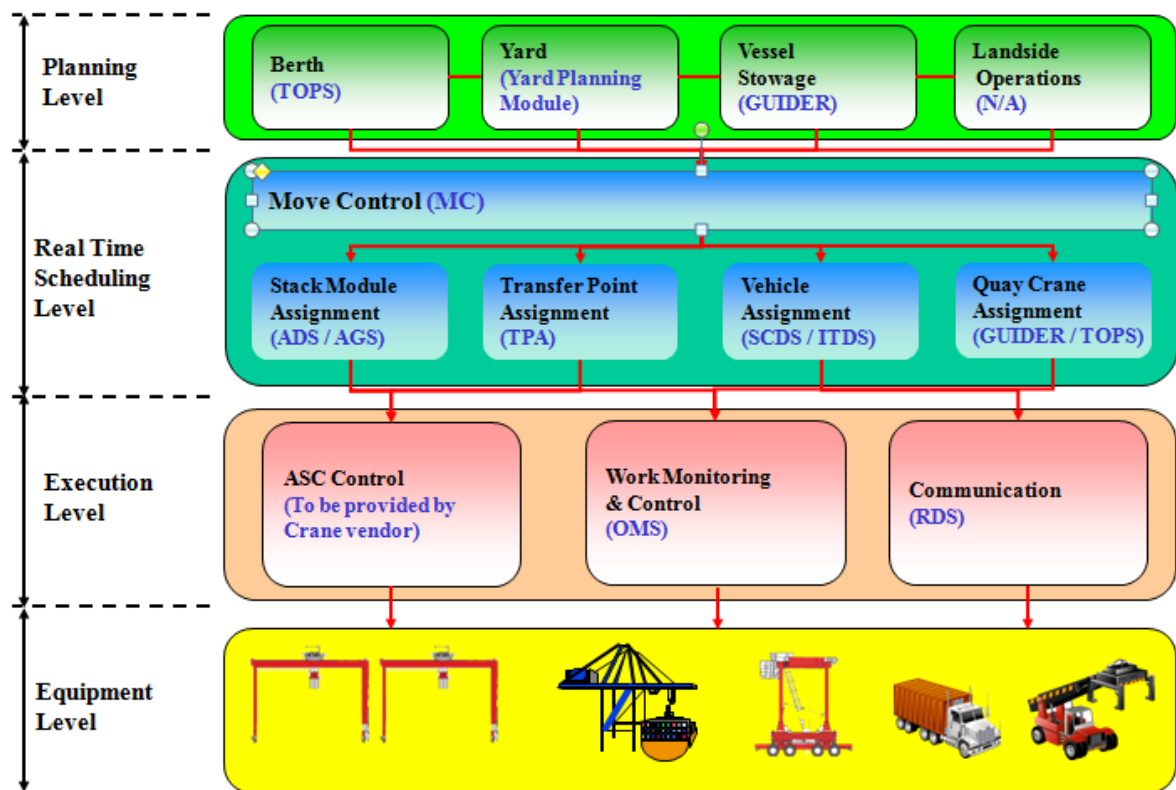 Planning
Level
Berth
(TOPS)
Yard
(Yard Planning
Module)
Vessel
Stowage
(GUIDER)
Landside
Operations
(N/A)
Real Time
Scheduling
Level
Move Control (MC)
Stack Module
Assignment
(ADS / AGS)
Transfer Point
Assignment
(TPA)
Vehicle
Assignment
(SCDS / ITDS)
Quay Crane
Assignment
(GUIDER / TOPS)
Execution
Level
ASC Control
(To be provided by
Crane vendor)
Work Monitoring
& Control
(OMS)
Communication
(RDS)
Equipment
Level